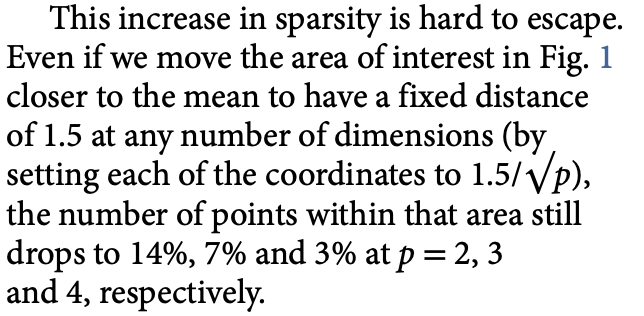 This increase in sparsity is hard to escape.
Even if we move the area of interest in Fig. 1
closer to the mean to have a fixed distance
of 1.5 at any number of dimensions (by
setting each of the coordinates to 1.5/√p),
the number of points within that area still
drops to 14%, 7% and 3% at p = 2, 3
and 4, respectively.